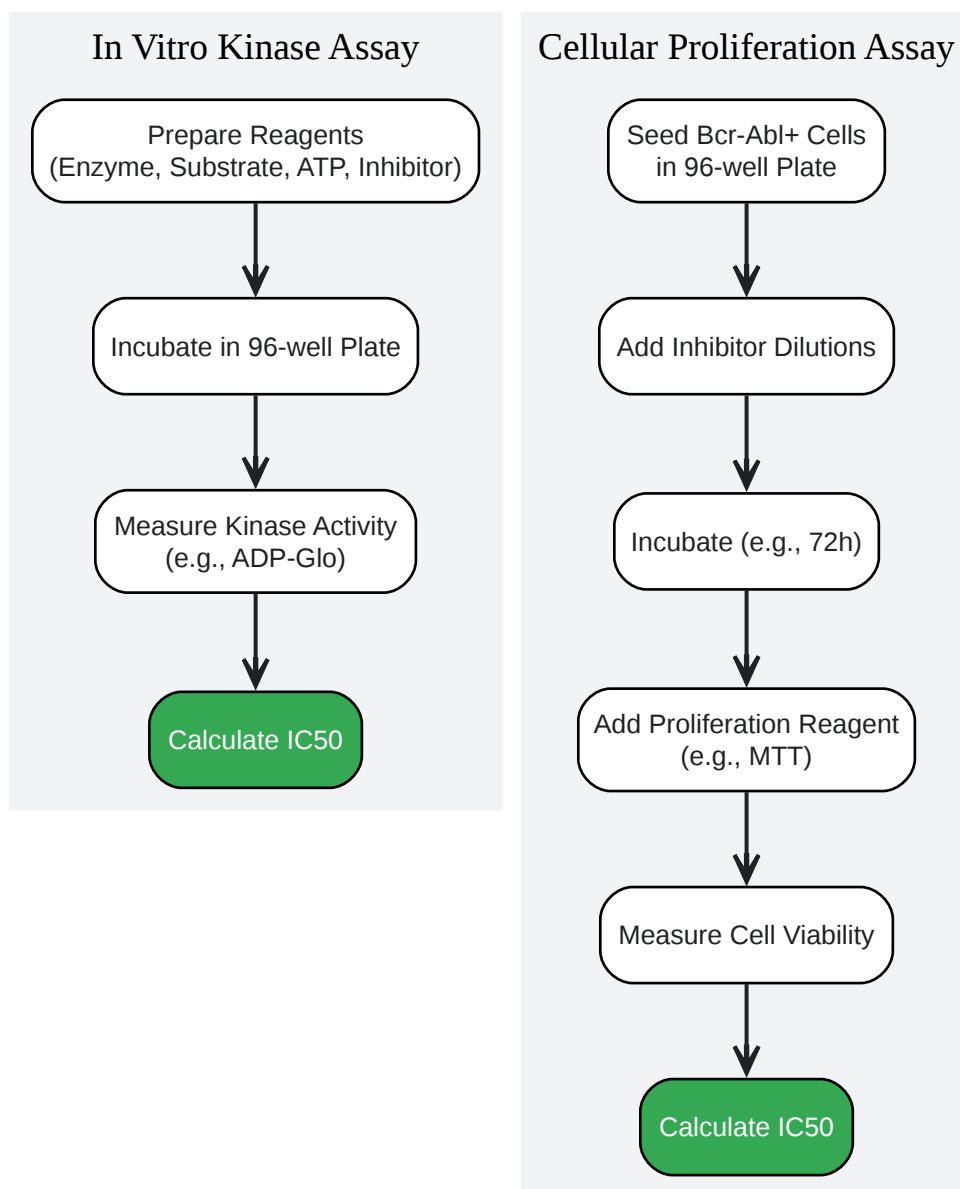 In Vitro Kinase Assay
Prepare Reagents
(Enzyme, Substrate, ATP, Inhibitor)
Incubate in 96-well Plate
Measure Kinase Activity
(e.g., ADP-Glo)
Calculate IC50
Cellular Proliferation Assay
Seed Bcr-Abl+ Cells
in 96-well Plate
Add Inhibitor Dilutions
Incubate (e.g., 72h)
Add Proliferation Reagent
(e.g., MTT)
Measure Cell Viability
Calculate IC50